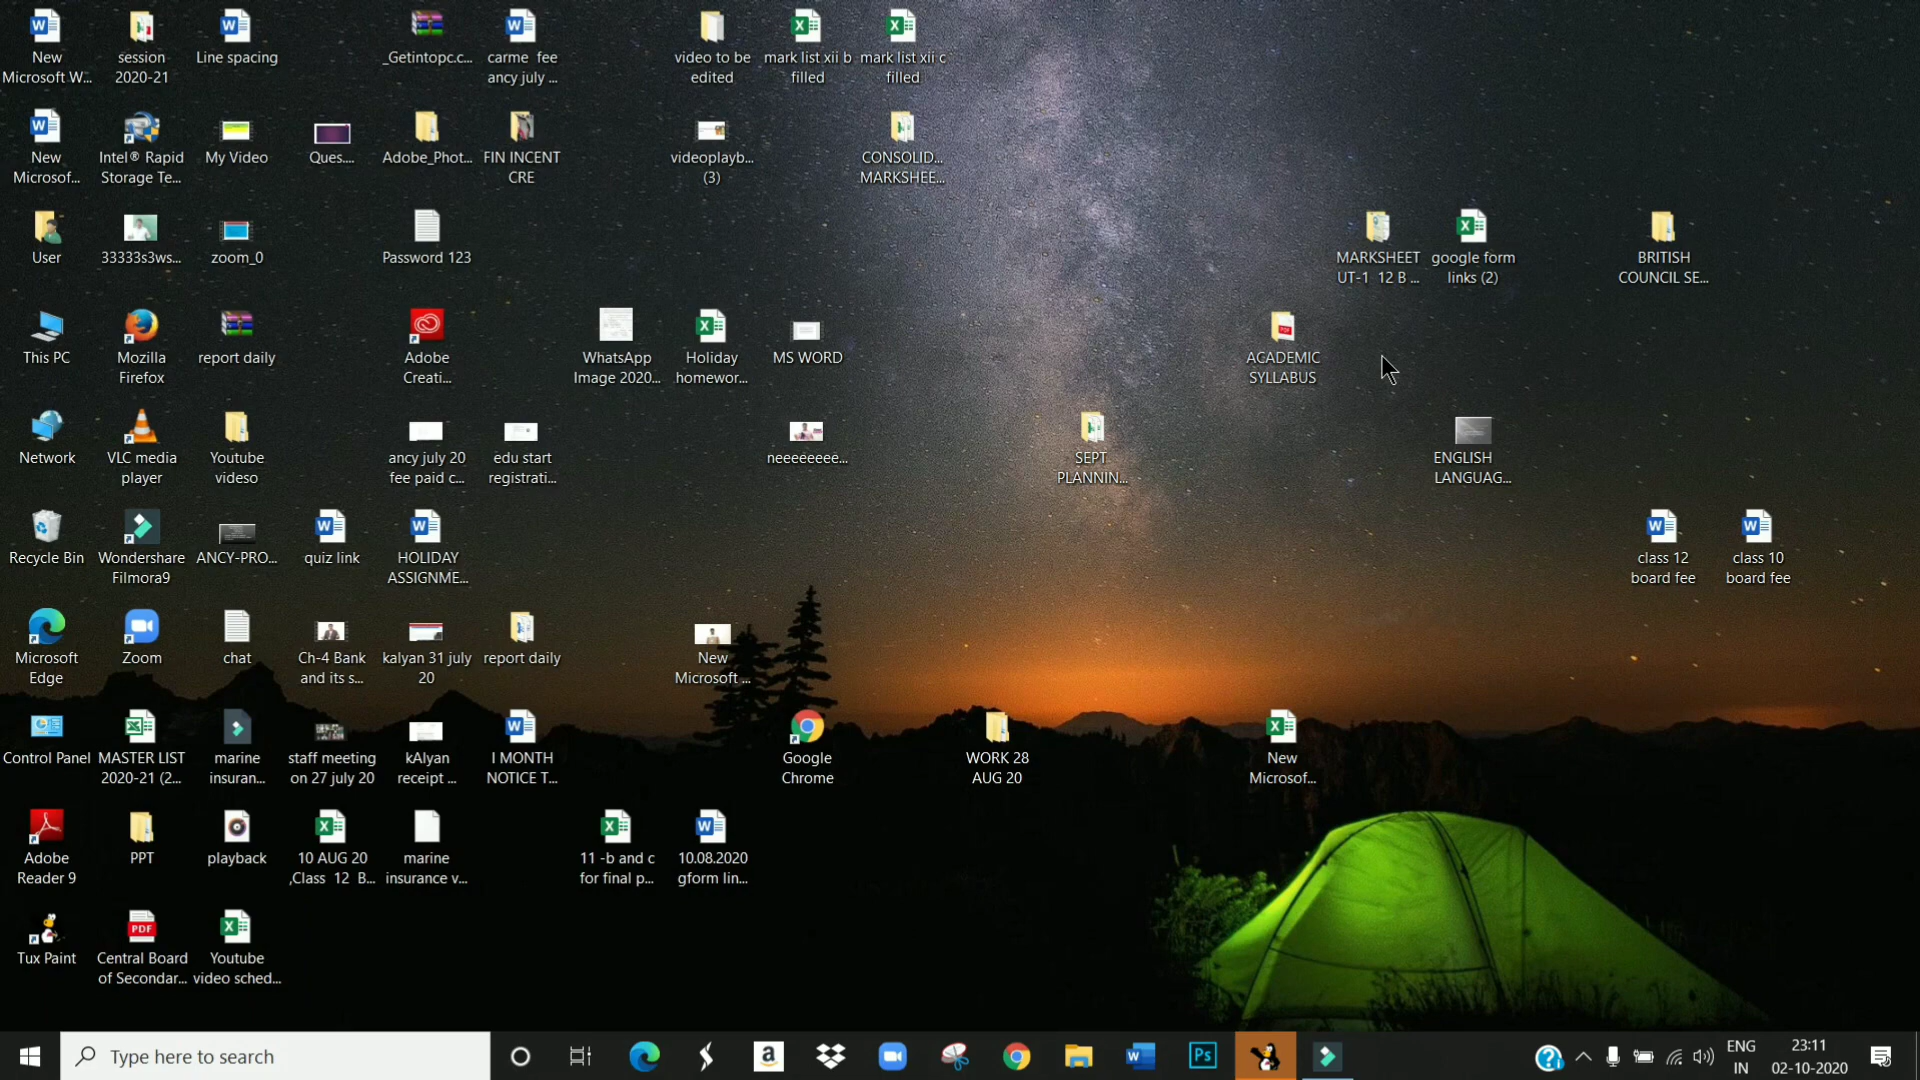 New
Microsoft W...
session
2020-21
Line spacing
_Getintopc.c...
carme fee
ancy july ...
video to be
edited
mark list xii b
filled
mark list xii c
filled
New
Microsof...
Intel® Rapid
Storage Te...
My Video
Ques....
Adobe_Phot...
FIN INCENT
CRE
videoplayb...
(3)
CONSOLID...
MARKSHEE...
User
33333s3ws...
zoom_0
Password 123
MARKSHEET
UT-1 12 B ...
google form
links (2)
BRITISH
COUNCIL SE...
This PC
Mozilla
Firefox
report daily
Adobe
Creati...
WhatsApp
Image 2020...
Holiday
homewor...
MS WORD
ACADEMIC
SYLLABUS
Network
VLC media
player
Youtube
videso
ancy july 20
fee paid c...
edu start
registrati...
neeeeeeee...
SEPT.
PLANNIN...
ENGLISH
LANGUAG...
Recycle Bin
Wondershare
Filmora9
ANCY-PRO...
quiz link
HOLIDAY
ASSIGNME...
class 12
board fee
class 10
board fee
Microsoft
Edge
Zoom
chat
Ch-4 Bank
and its s...
kalyan 31 july
20
report daily
New
Microsoft ...
Control Panel
MASTER LIST
2020-21 (2...
marine
insuran...
staff meeting
on 27 july 20
kAlyan
receipt ...
I MONTH
NOTICE T...
Google
Chrome
WORK 28
AUG 20
New
Microsof...
Adobe
Reader 9
PPT
playback
10 AUG 20
,Class 12 B...
marine
insurance v...
11 -b and c
for final p...
10.08.2020
gform lin...
Tux Paint
PDF
Central Board
of Secondar...
Youtube
video sched...
Type here to search
ENG
IN
23:11
02-10-2020